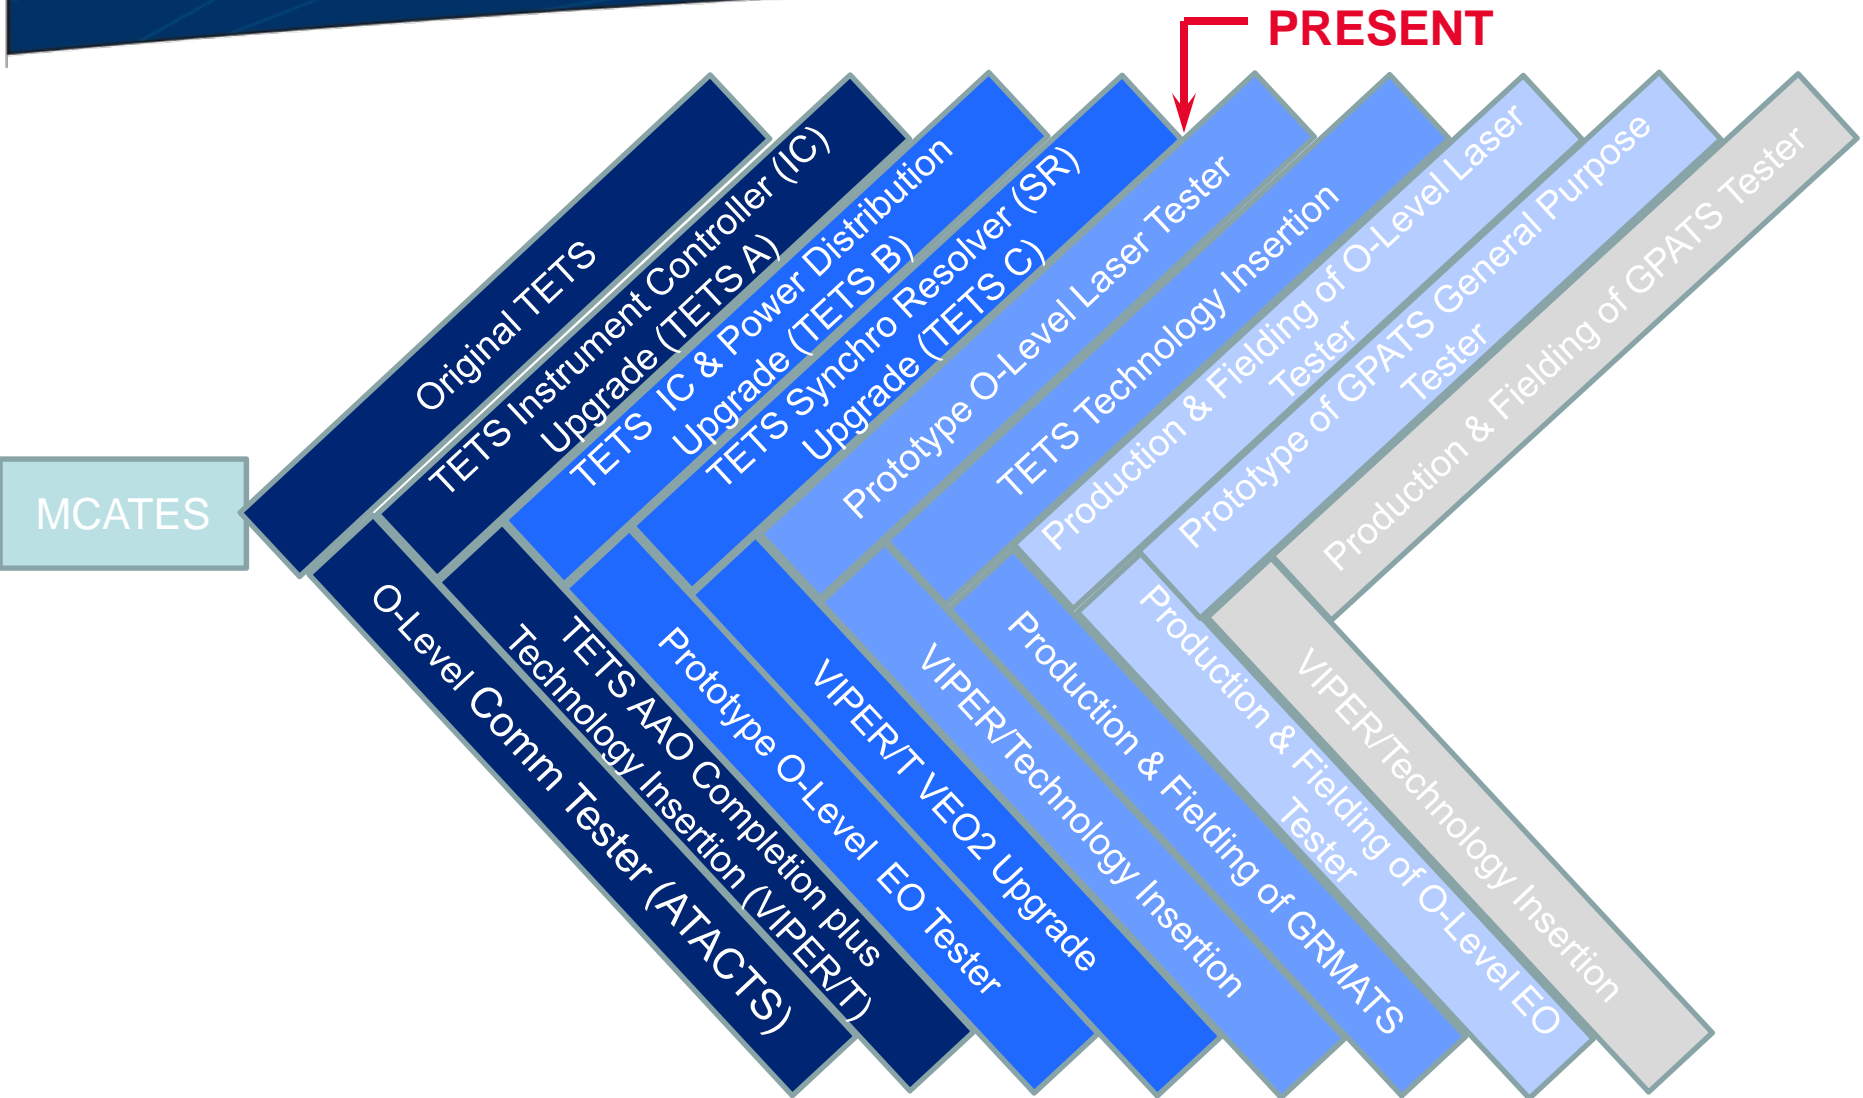 PRESENT
MCATES
Original TETS
TETS Instrument Controller (IC)
Upgrade (TETS A)
TETS IC & Power Distribution
Upgrade (TETS B)
TETS Synchro Resolver (SR)
Upgrade (TETS C)
Prototype O-Level Laser Tester
TETS Technology Insertion
Production & Fielding of O-Level Laser
Tester
Prototype of GPATS General Purpose
Tester
Production & Fielding of GPATS Tester
O-Level Comm Tester (ATACTS)
TETS AAO Completion plus
Technology Insertion (VIPER/T)
Prototype O-Level EO Tester
VIPER/T VEO2 Upgrade
VIPER/Technology Insertion
Production & Fielding of GRMATS
Production & Fielding of O-Level EO
Tester
VIPER/Technology Insertion